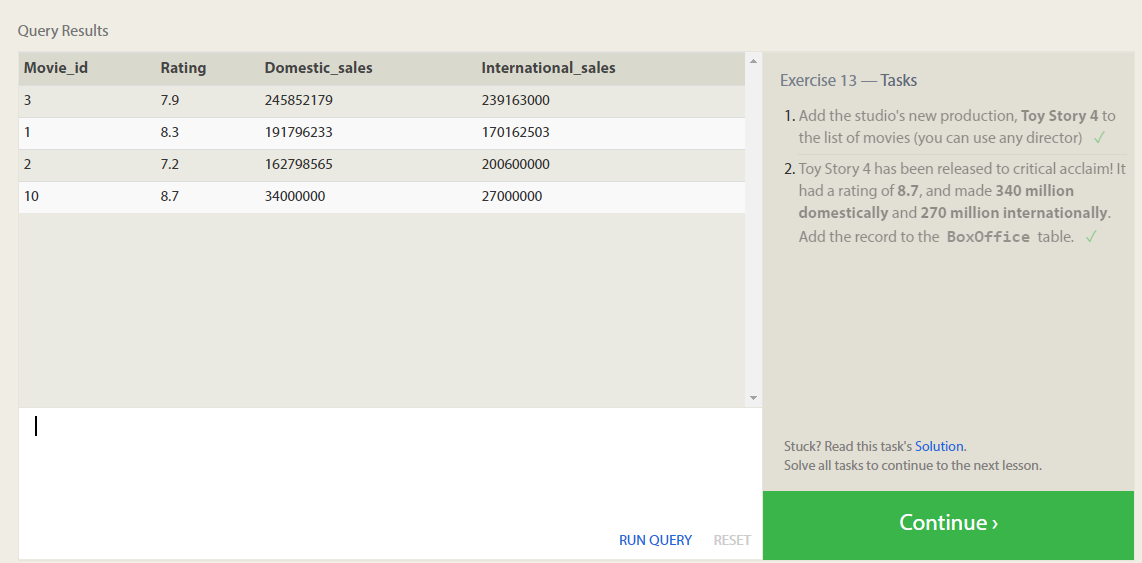 Query Results
Movie_id Rating Domestic_sales International_sales
3 7.9 245852179 239163000
1 8.3 191796233 170162503
2 7.2 162798565 200600000
10 8.7 34000000 27000000
RUN QUERY RESET
Exercise 13 — Tasks
1. Add the studio's new production, Toy Story 4 to
the list of movies (you can use any director) ✓
2. Toy Story 4 has been released to critical acclaim! It
had a rating of 8.7, and made 340 million
domestically and 270 million internationally.
Add the record to the BoxOffice table. ✓
Stuck? Read this task's Solution.
Solve all tasks to continue to the next lesson.
Continue ›